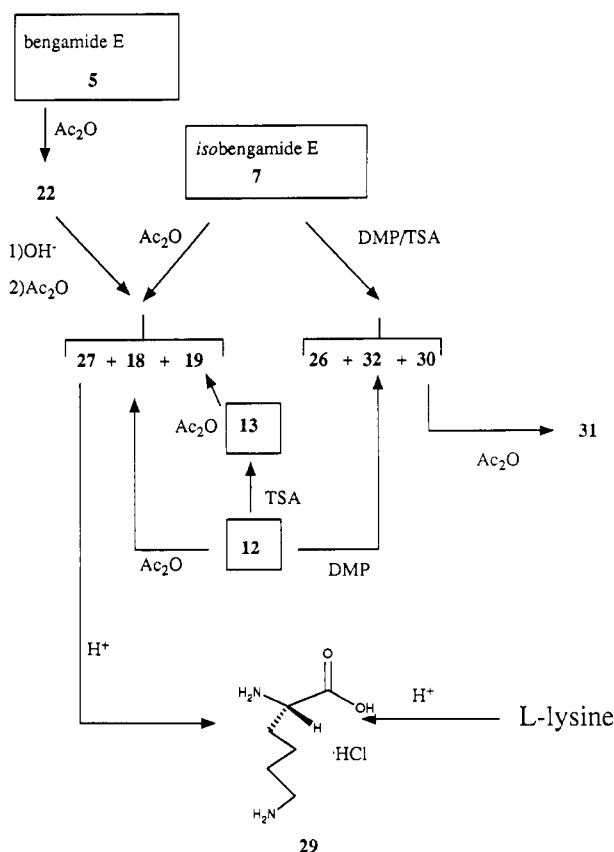 bengamide E
5
Ac₂O
isobengamide E
7
22
1)OH⁻
2)Ac₂O
Ac₂O
DMP/TSA
27 + 18 + 19
26 + 32 + 30
Ac₂O
13
31
Ac₂O
TSA
12
Ac₂O
DMP
H⁺
O
H₂N
OH
H⁺
L-lysine
H
·HCl
H₂N
29